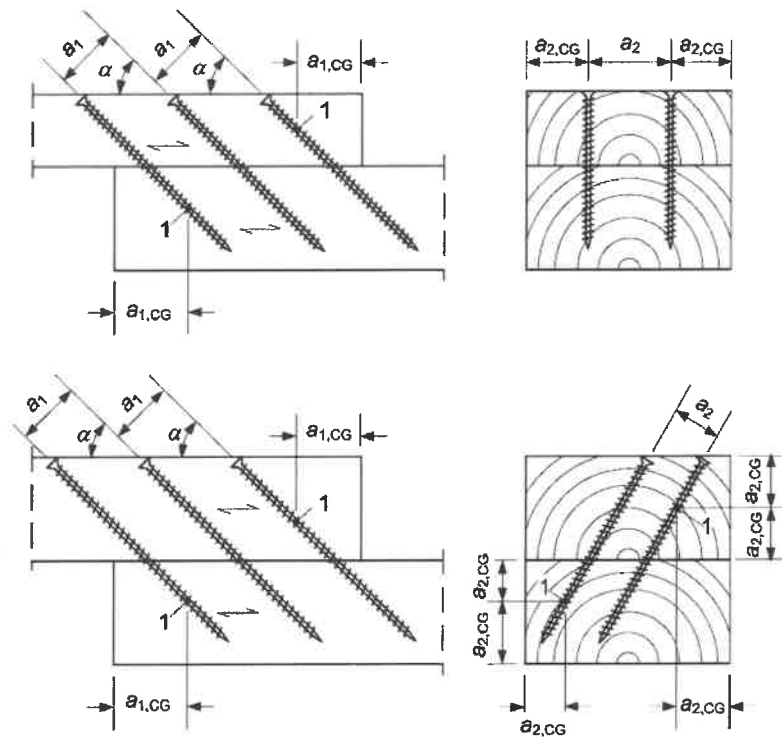 a1 α a1 α a1,CG
1
1
a1,CG
a2,CG a2 a2,CG
a1 α a1 α a1,CG
1
1
a1,CG
a2
a2,CG
a2,CG
1
1
a2,CG
a2,CG
a2,CG a2,CG